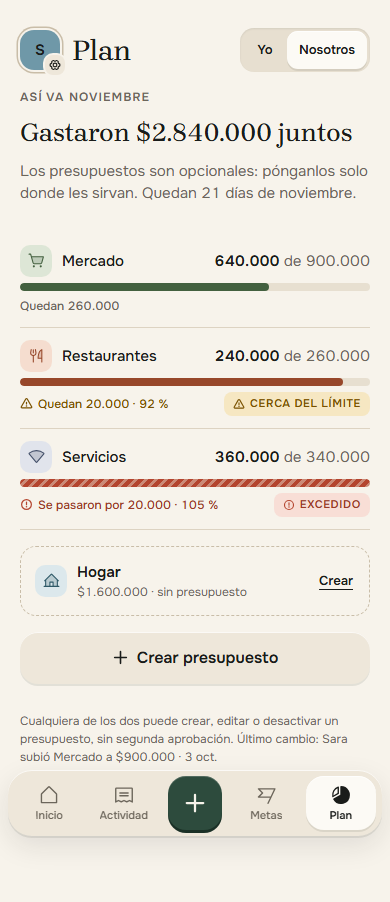 S
Plan
Yo
Nosotros
ASÍ VA NOVIEMBRE
Gastaron $2.840.000 juntos
Los presupuestos son opcionales: pónganlos solo
donde les sirvan. Quedan 21 días de noviembre.
Mercado
640.000 de 900.000
Quedan 260.000
Restaurantes
240.000 de 260.000
Quedan 20.000 · 92 %
CERCA DEL LÍMITE
Servicios
360.000 de 340.000
Se pasaron por 20.000 · 105 %
EXCEDIDO
Hogar
$1.600.000 · sin presupuesto
Crear
+ Crear presupuesto
Cualquiera de los dos puede crear, editar o desactivar un
presupuesto, sin segunda aprobación. Último cambio: Sara
subió Mercado a $900.000 · 3 oct.
Inicio
Actividad
+
Metas
Plan